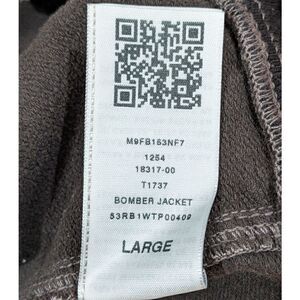 M9FB153NF7
1254
18317-00
T1737
BOMBER JACKET
53RB1WTP00409
LARGE